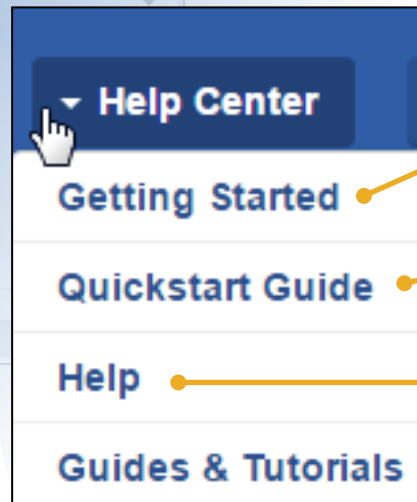 Help Center
Getting Started
Quickstart Guide
Help
Guides & Tutorials